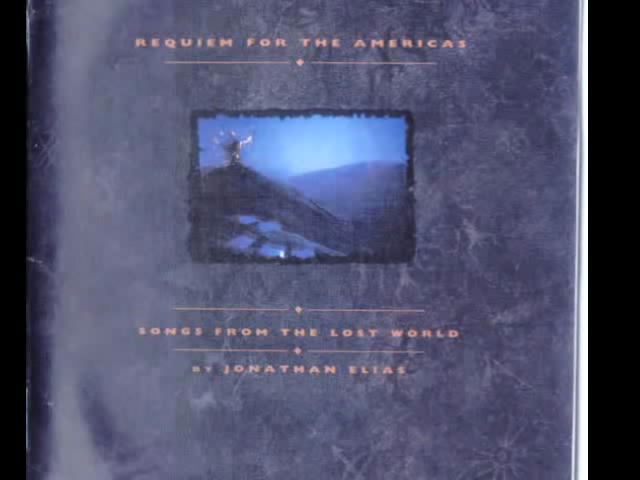 REQUIEM FOR THE AMERICAS
SONGS FROM THE LOST WORLD
BY JONATHAN ELIAS